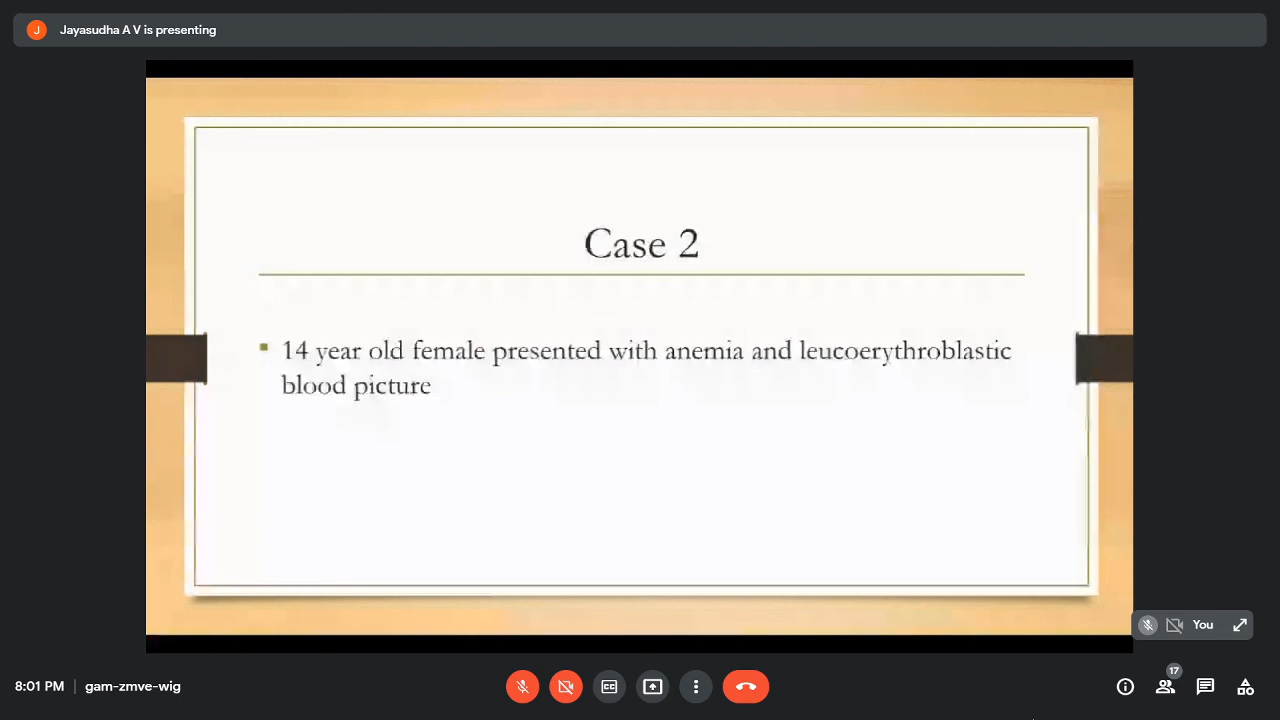 J Jayasudha A V is presenting
Case 2
14 year old female presented with anemia and leucoerythroblastic
blood picture
You
8:01 PM | gam-zmve-wig
17